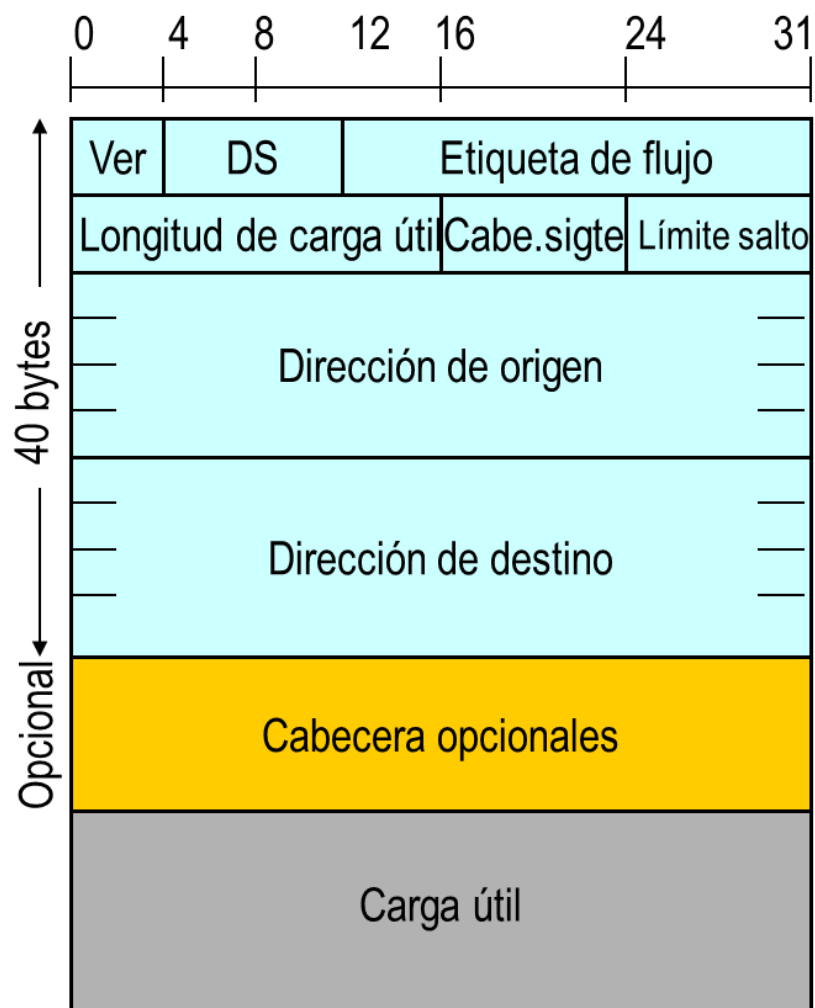 0 4 8 12 16 24 31
Ver DS Etiqueta de flujo
Longitud de carga útil Cabe.sigte Límite salto
Dirección de origen
40 bytes
Dirección de destino
Opcional
Cabecera opcionales
Carga útil